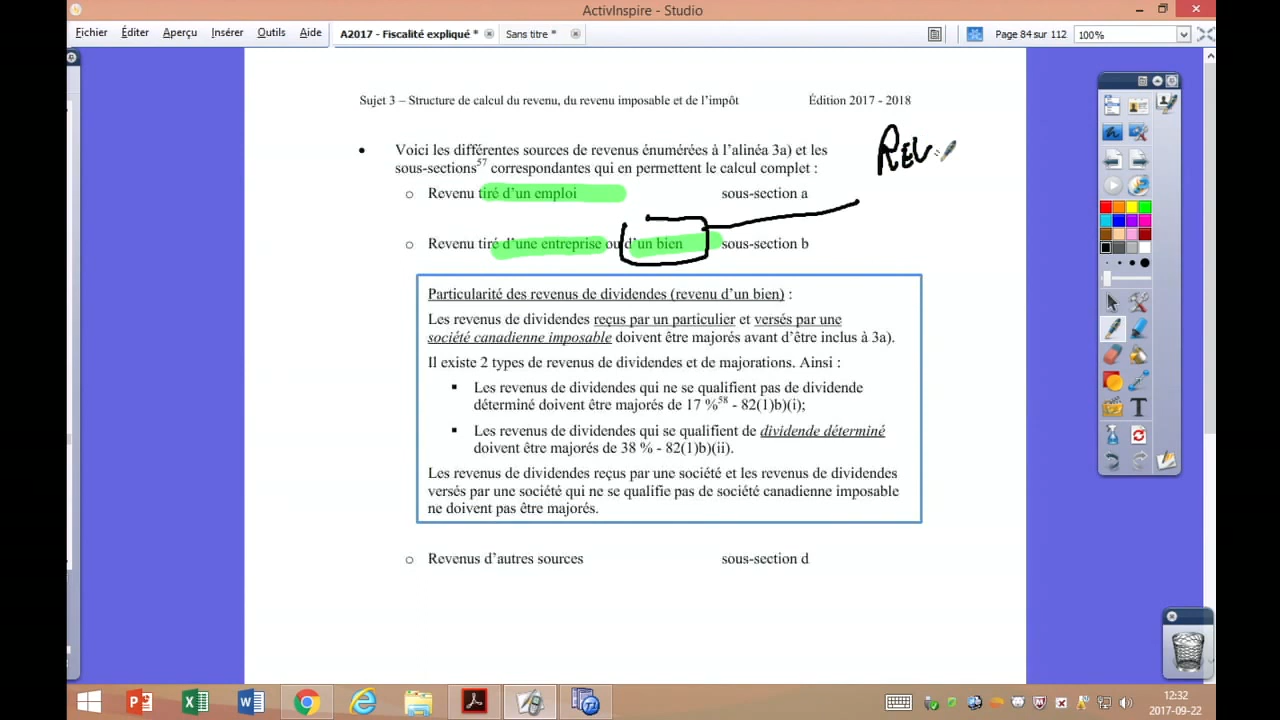 ActivInspire - Studio
Fichier Éditer Aperçu Insérer Outils Aide A2017 - Fiscalité expliqué * Sans titre * Page 84 sur 112 100%
Sujet 3 – Structure de calcul du revenu, du revenu imposable et de l'impôt Édition 2017 - 2018
• Voici les différentes sources de revenus énumérées à l'alinéa 3a) et les
sous-sections57 correspondantes qui en permettent le calcul complet :
REV
o Revenu tiré d'un emploi sous-section a
o Revenu tiré d'une entreprise ou d'un bien sous-section b
Particularité des revenus de dividendes (revenu d'un bien) :
Les revenus de dividendes reçus par un particulier et versés par une
société canadienne imposable doivent être majorés avant d'être inclus à 3a).
Il existe 2 types de revenus de dividendes et de majorations. Ainsi :
▪ Les revenus de dividendes qui ne se qualifient pas de dividende
déterminé doivent être majorés de 17 %58 - 82(1)b)(i);
▪ Les revenus de dividendes qui se qualifient de dividende déterminé
doivent être majorés de 38 % - 82(1)b)(ii).
Les revenus de dividendes reçus par une société et les revenus de dividendes
versés par une société qui ne se qualifie pas de société canadienne imposable
ne doivent pas être majorés.
o Revenus d'autres sources sous-section d
12:32
2017-09-22